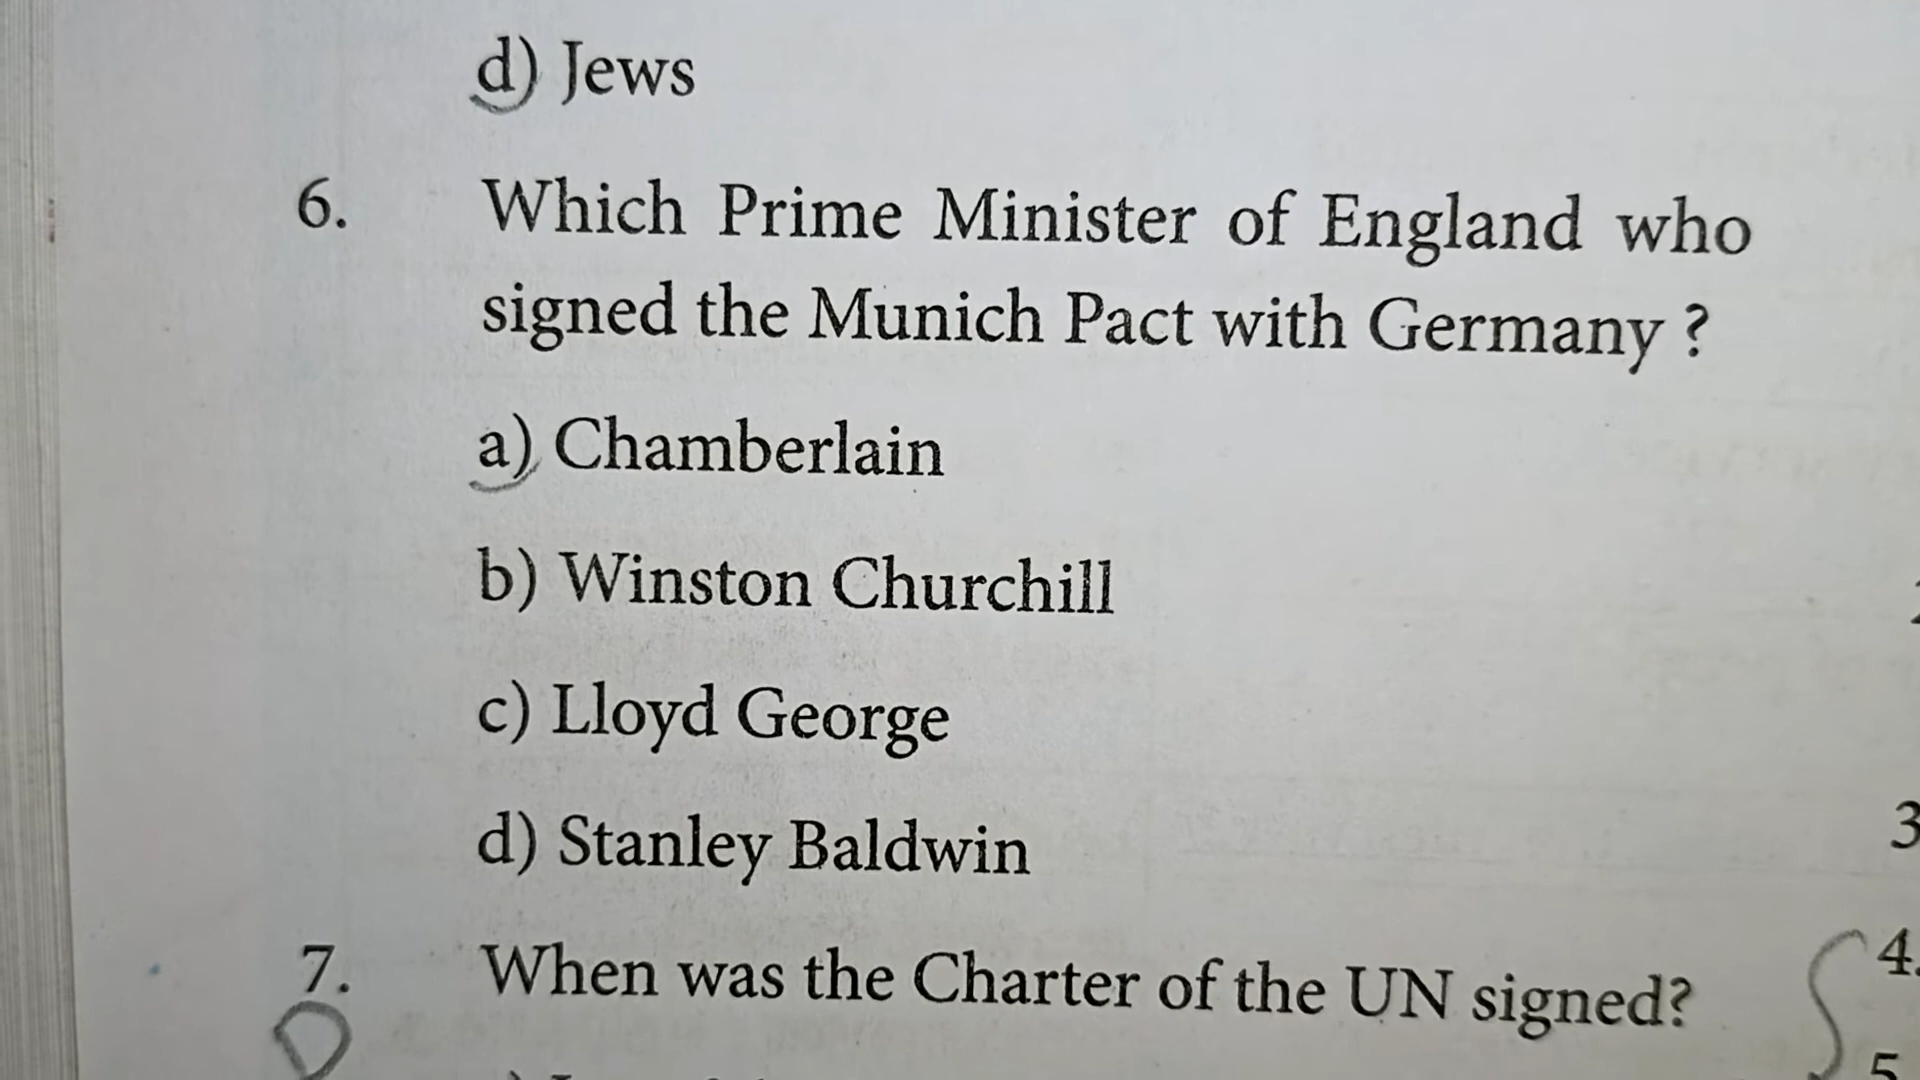 d) Jews
6. Which Prime Minister of England who
signed the Munich Pact with Germany ?
a) Chamberlain
b) Winston Churchill
c) Lloyd George
d) Stanley Baldwin
3
7. When was the Charter of the UN signed?
4.
5